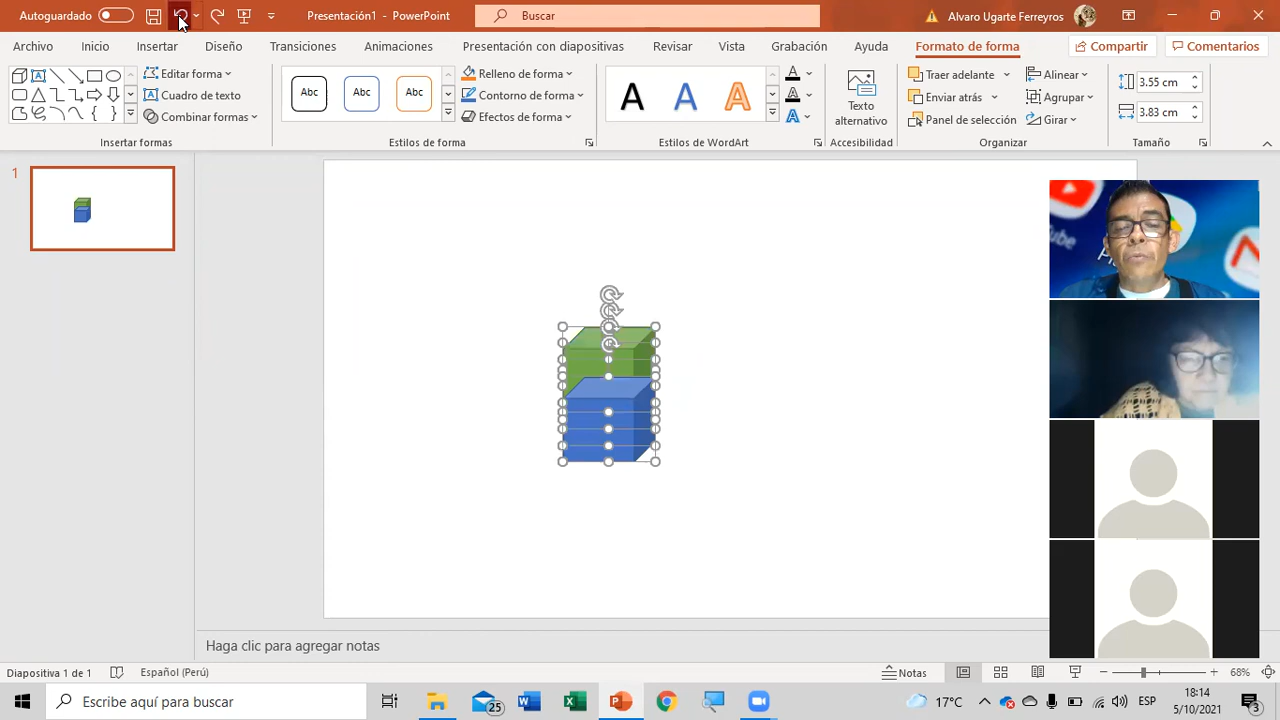 Autoguardado
Presentación1 - PowerPoint
Buscar
Alvaro Ugarte Ferreyros
Archivo Inicio Insertar Diseño Transiciones Animaciones Presentación con diapositivas Revisar Vista Grabación Ayuda Formato de forma Compartir Comentarios
Editar forma
Cuadro de texto
Combinar formas
Insertar formas
Abc Abc Abc
Relleno de forma
Contorno de forma
Efectos de forma
Estilos de forma
A A A
Estilos de WordArt
Texto
alternativo
Accesibilidad
Traer adelante
Enviar atrás
Panel de selección
Alinear
Agrupar
Girar
Organizar
3.55 cm
3.83 cm
Tamaño
1
Haga clic para agregar notas
Diapositiva 1 de 1 Español (Perú) Notas 68%
Escribe aquí para buscar
25
17°C
ESP
18:14
5/10/2021
3